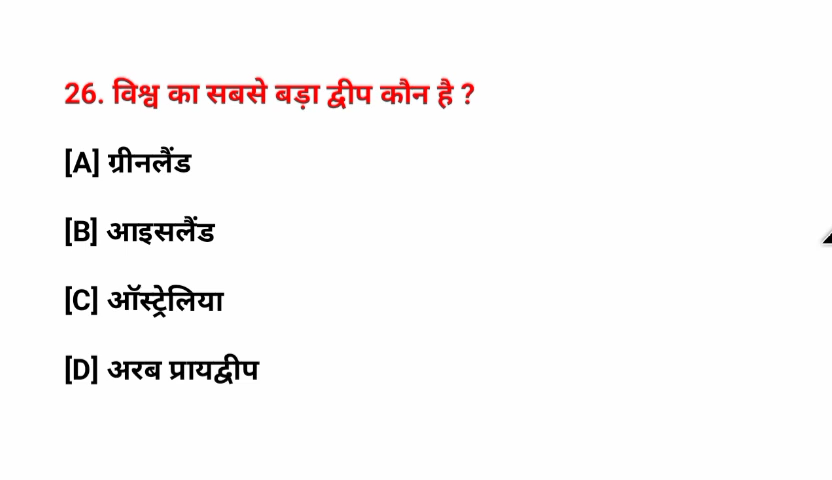 26. विश्व का सबसे बड़ा द्वीप कौन है ?
[A] ग्रीनलैंड
[B] आइसलैंड
[C] ऑस्ट्रेलिया
[D] अरब प्रायद्वीप